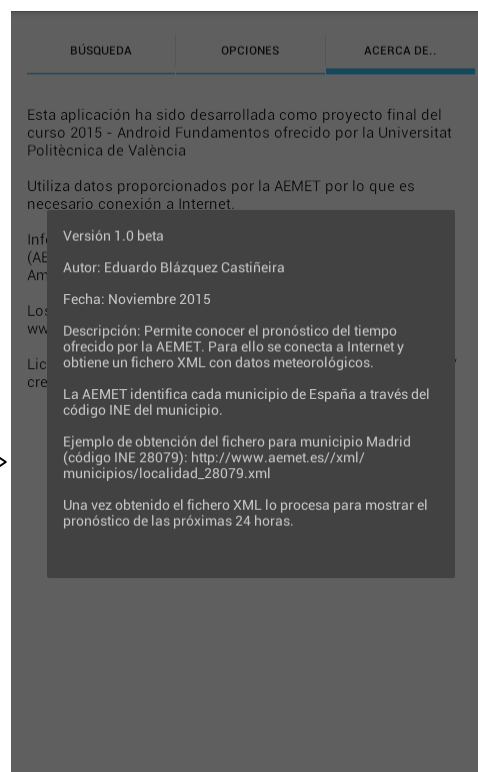 BÚSQUEDA OPCIONES ACERCA DE..
Esta aplicación ha sido desarrollada como proyecto final del
curso 2015 - Android Fundamentos ofrecido por la Universitat
Politècnica de València
Utiliza datos proporcionados por la AEMET por lo que es
necesario conexión a Internet.
Versión 1.0 beta
Autor: Eduardo Blázquez Castiñeira
Fecha: Noviembre 2015
Descripción: Permite conocer el pronóstico del tiempo
ofrecido por la AEMET. Para ello se conecta a Internet y
obtiene un fichero XML con datos meteorológicos.
La AEMET identifica cada municipio de España a través del
código INE del municipio.
Ejemplo de obtención del fichero para municipio Madrid
(código INE 28079): http://www.aemet.es//xml/
municipios/localidad_28079.xml
Una vez obtenido el fichero XML lo procesa para mostrar el
pronóstico de las próximas 24 horas.